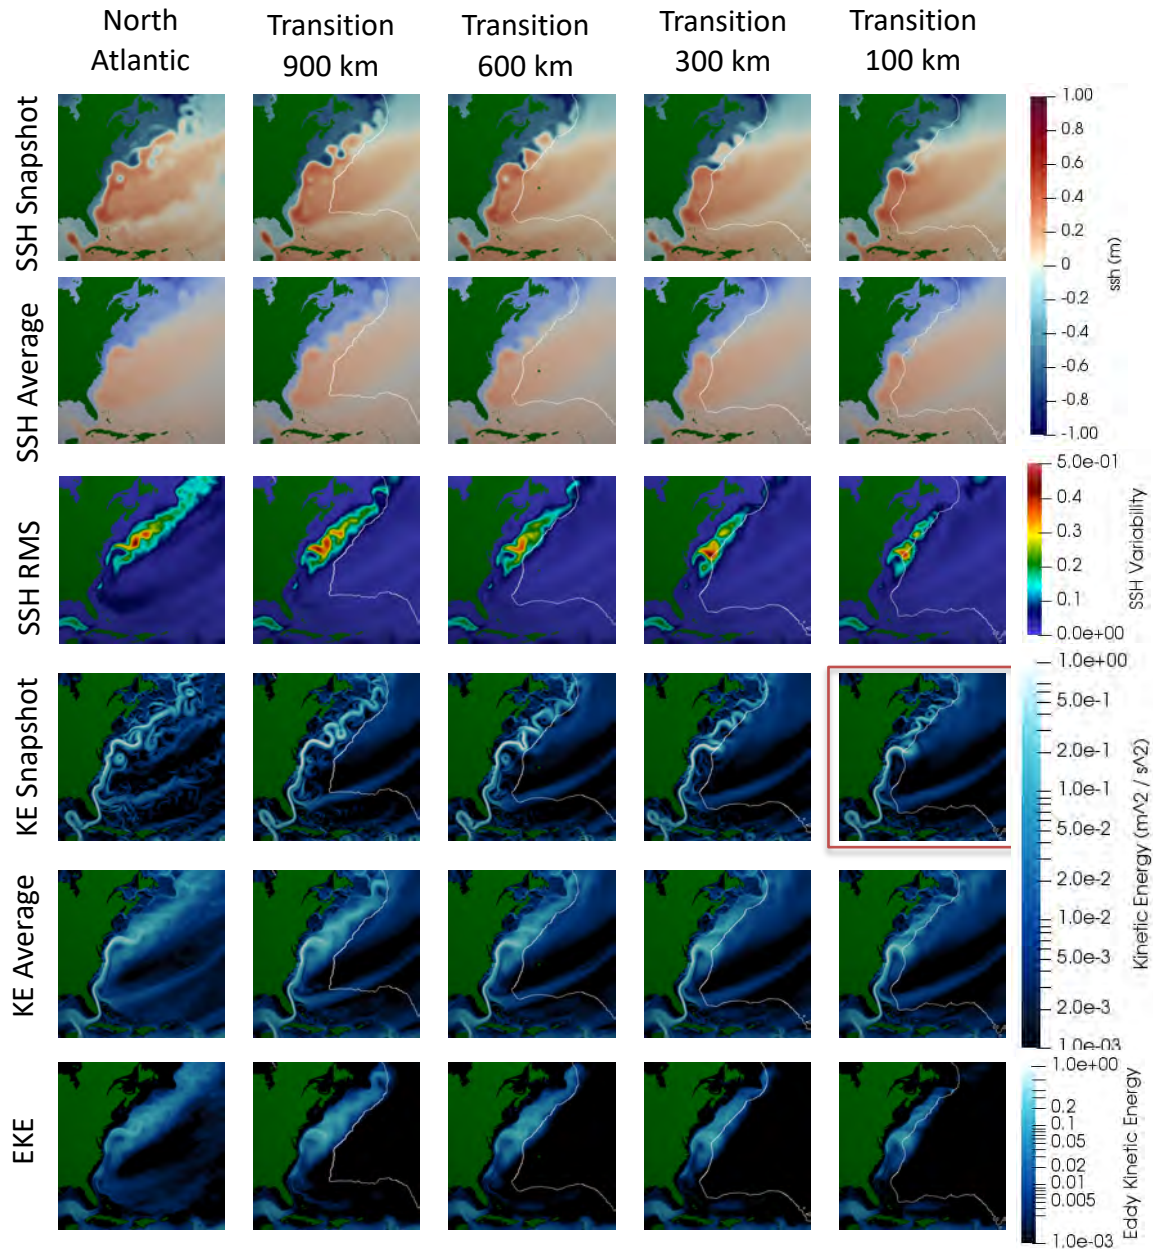 North
Atlantic
Transition
900 km
Transition
600 km
Transition
300 km
Transition
100 km
SSH Snapshot
1.00
0.8
0.6
0.4
0.2
0
-0.2
-0.4
-0.6
-0.8
-1.00
ssh (m)
SSH Average
SSH RMS
5.0e-01
0.4
0.3
0.2
0.1
0.0e+00
SSH Variability
KE Snapshot
1.0e+00
5.0e-1
2.0e-1
1.0e-1
5.0e-2
2.0e-2
1.0e-2
5.0e-3
2.0e-3
1.0e-03
Kinetic Energy (m^2 / s^2)
KE Average
EKE
1.0e+00
0.2
0.1
0.05
0.02
0.01
0.005
1.0e-03
Eddy Kinetic Energy